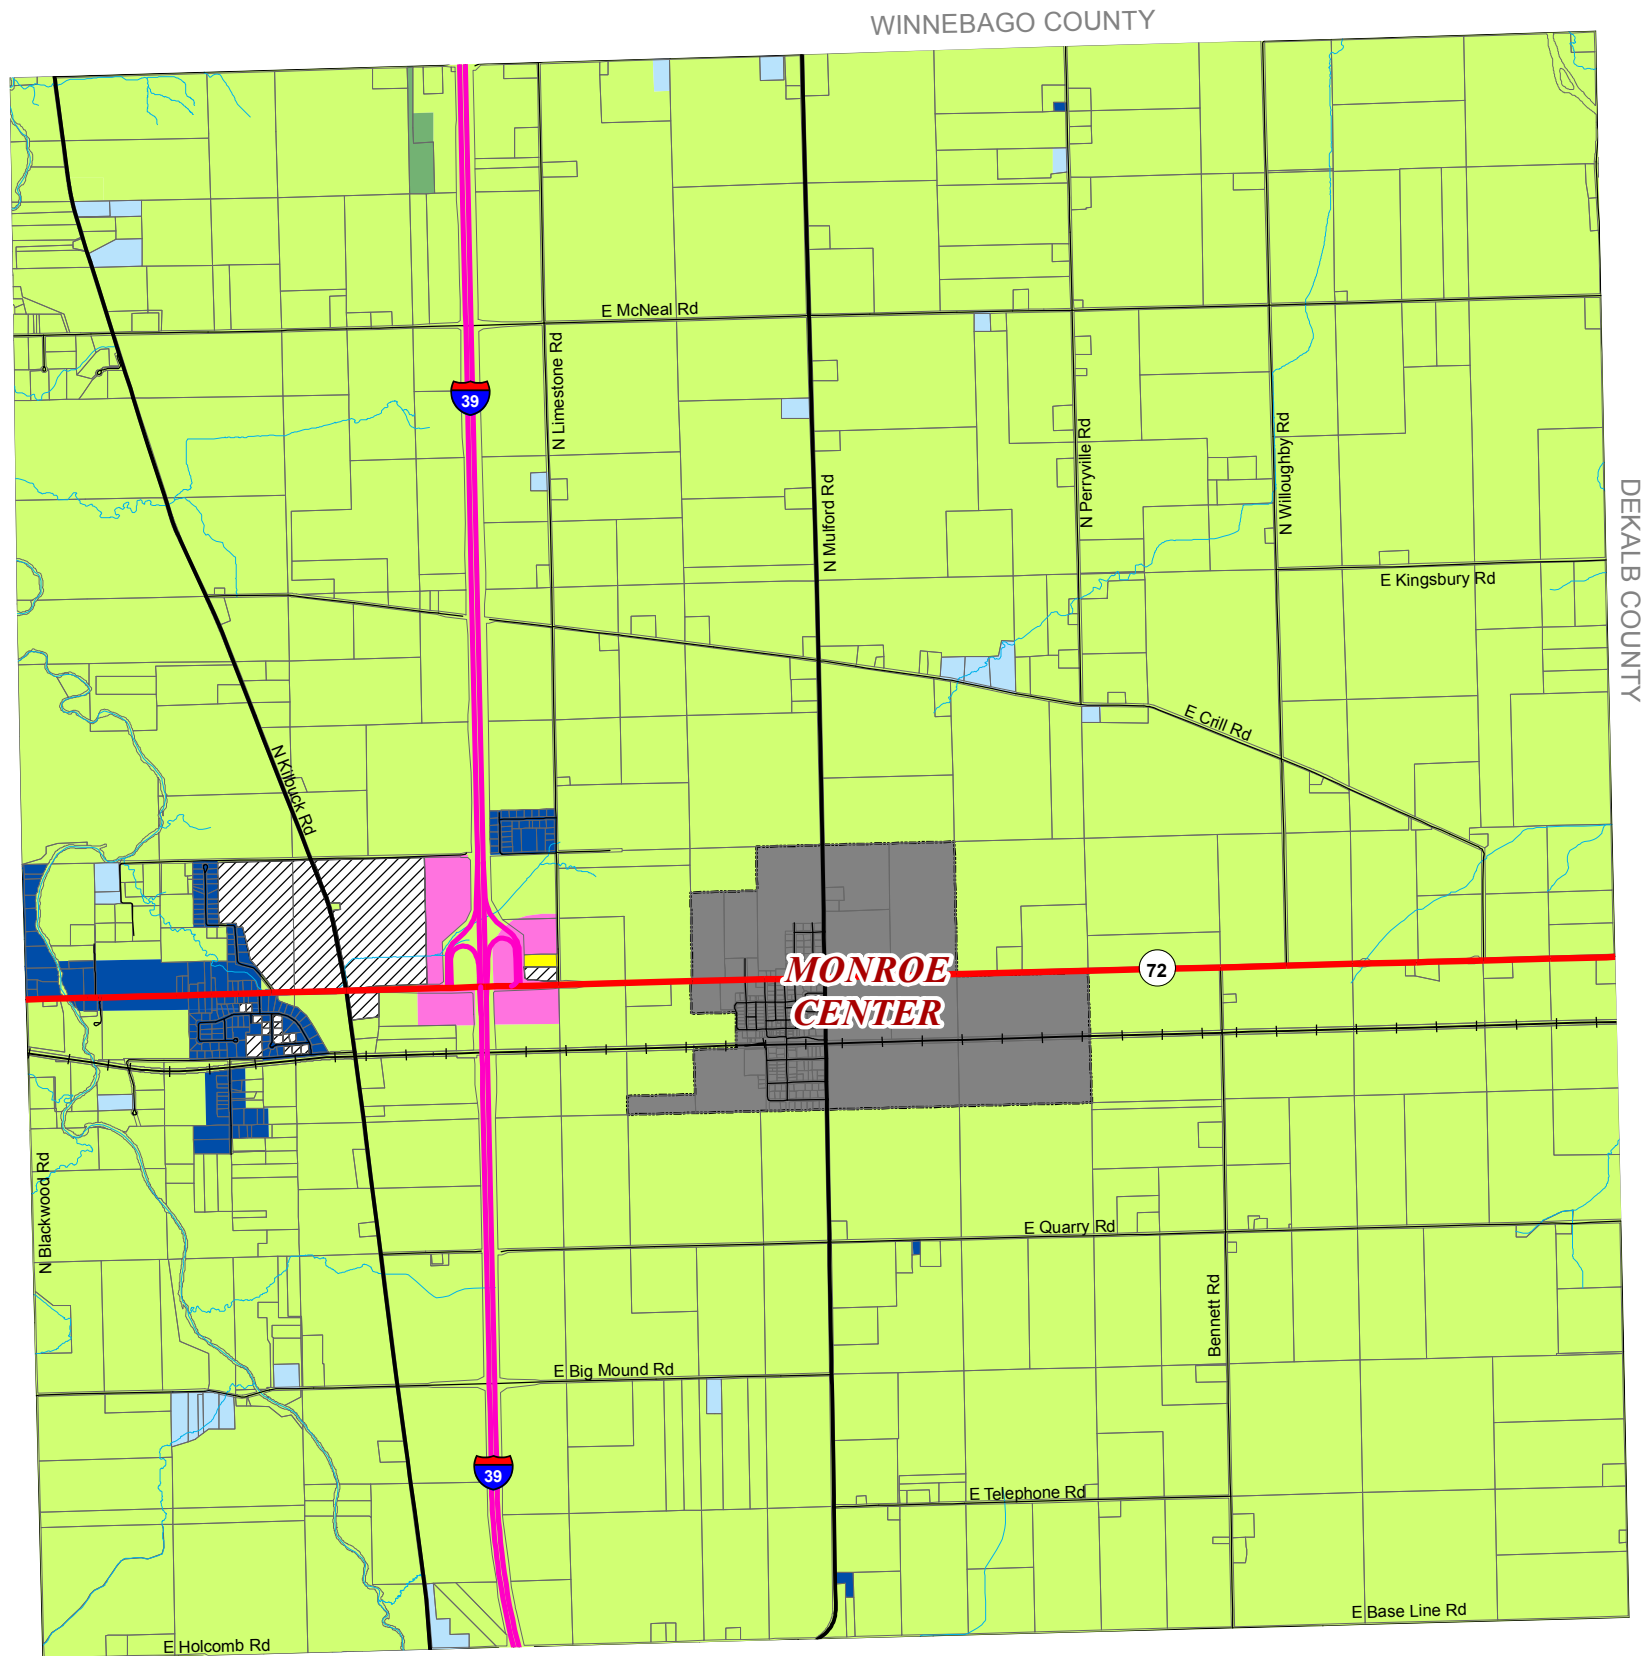 WINNEBAGO COUNTY
E McNeal Rd
39
N Limestone Rd
N Mulford Rd
N Perryville Rd
N Willoughby Rd
DEKALB COUNTY
E Kingsbury Rd
E Crill Rd
N Kilbuck Rd
MONROE
CENTER
72
N Blackwood Rd
E Quarry Rd
Bennett Rd
E Big Mound Rd
39
E Telephone Rd
E Base Line Rd
E Holcomb Rd